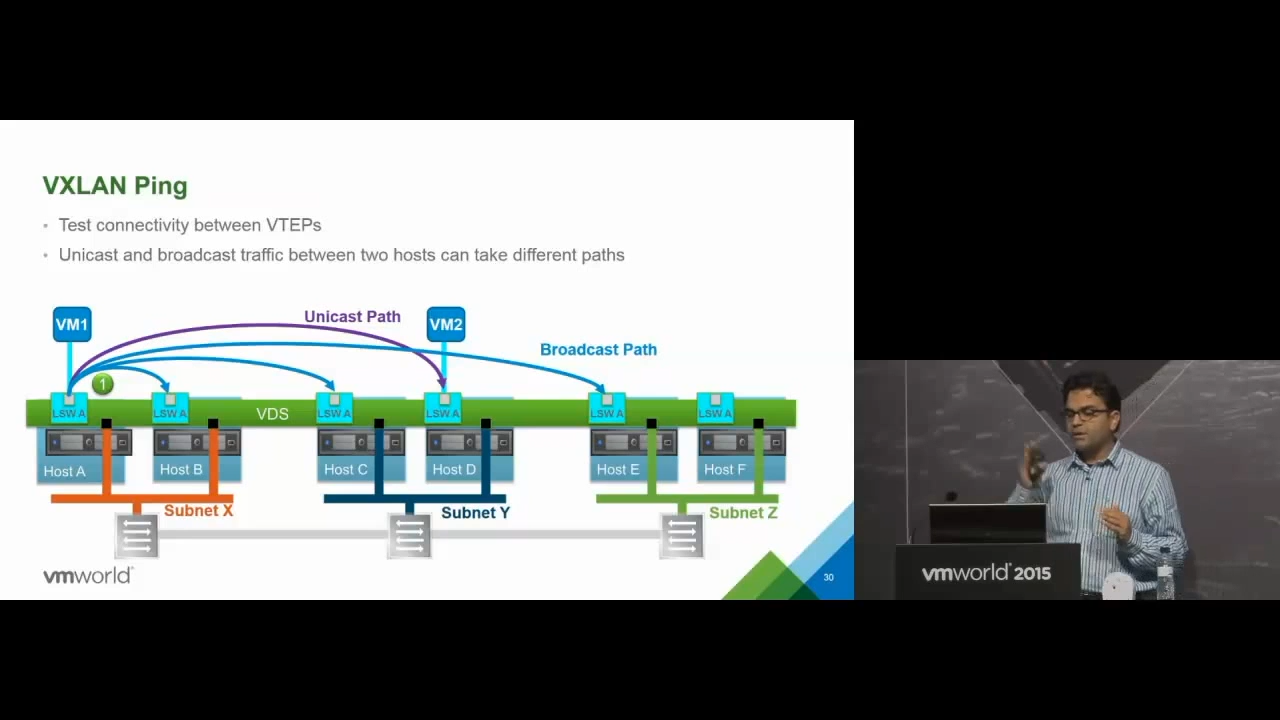 VXLAN Ping
• Test connectivity between VTEPs
• Unicast and broadcast traffic between two hosts can take different paths
VM1
Unicast Path
VM2
Broadcast Path
1
LSW A
LSW A
VDS
LSW A
LSW A
LSW A
LSW A
Host A
Host B
Host C
Host D
Host E
Host F
Subnet X
Subnet Y
Subnet Z
vmworld®
30
vmworld® 2015